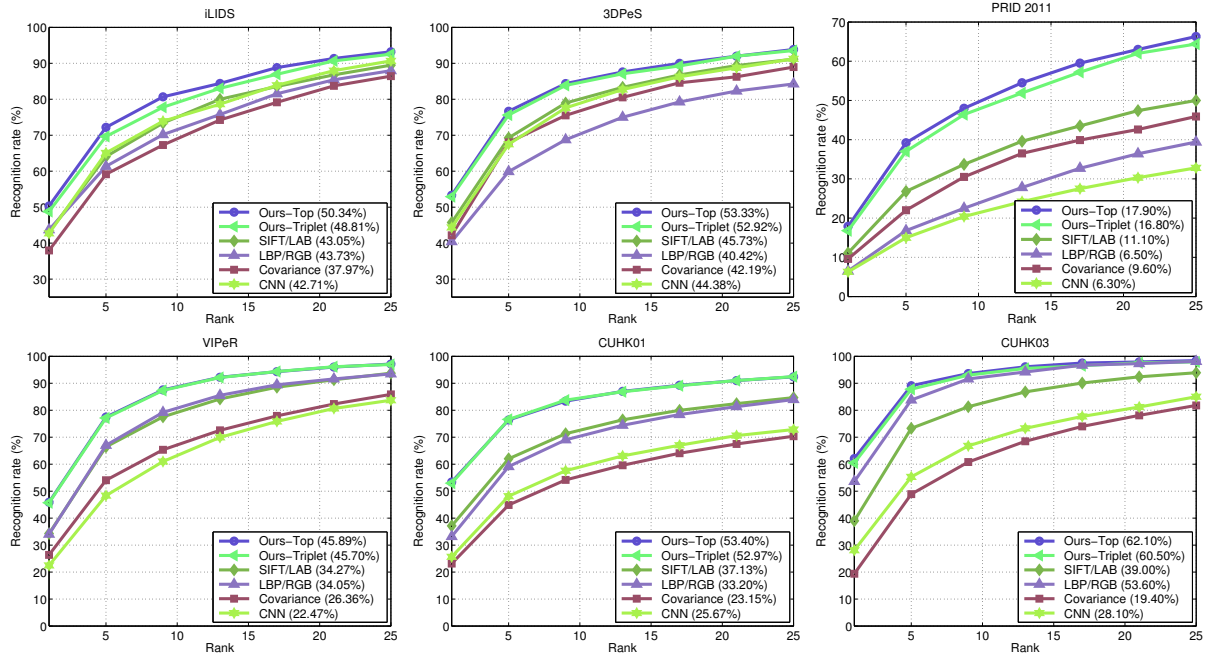 iLIDS
100
90
80
70
60
50
40
30
Recognition rate (%)
5 10 15 20 25
Rank
Ours−Top (50.34%)
Ours−Triplet (48.81%)
SIFT/LAB (43.05%)
LBP/RGB (43.73%)
Covariance (37.97%)
CNN (42.71%)
3DPeS
100
90
80
70
60
50
40
30
Recognition rate (%)
5 10 15 20 25
Rank
Ours−Top (53.33%)
Ours−Triplet (52.92%)
SIFT/LAB (45.73%)
LBP/RGB (40.42%)
Covariance (42.19%)
CNN (44.38%)
PRID 2011
70
60
50
40
30
20
10
0
Recognition rate (%)
5 10 15 20 25
Rank
Ours−Top (17.90%)
Ours−Triplet (16.80%)
SIFT/LAB (11.10%)
LBP/RGB (6.50%)
Covariance (9.60%)
CNN (6.30%)
VIPeR
100
90
80
70
60
50
40
30
20
10
0
Recognition rate (%)
5 10 15 20 25
Rank
Ours−Top (45.89%)
Ours−Triplet (45.70%)
SIFT/LAB (34.27%)
LBP/RGB (34.05%)
Covariance (26.36%)
CNN (22.47%)
CUHK01
100
90
80
70
60
50
40
30
20
10
0
Recognition rate (%)
5 10 15 20 25
Rank
Ours−Top (53.40%)
Ours−Triplet (52.97%)
SIFT/LAB (37.13%)
LBP/RGB (33.20%)
Covariance (23.15%)
CNN (25.67%)
CUHK03
100
90
80
70
60
50
40
30
20
10
0
Recognition rate (%)
5 10 15 20 25
Rank
Ours−Top (62.10%)
Ours−Triplet (60.50%)
SIFT/LAB (39.00%)
LBP/RGB (53.60%)
Covariance (19.40%)
CNN (28.10%)